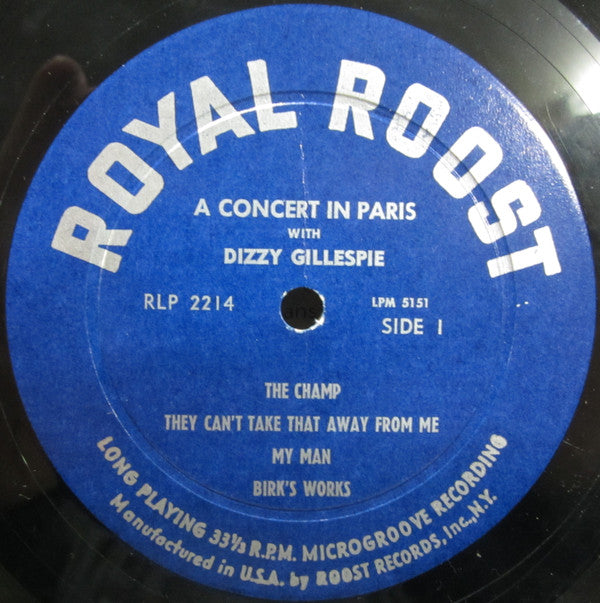 ROYAL ROOST
A CONCERT IN PARIS
WITH
DIZZY GILLESPIE
RLP 2214
LPM 5151
SIDE 1
THE CHAMP
THEY CAN'T TAKE THAT AWAY FROM ME
MY MAN
BIRK'S WORKS
LONG PLAYING 33⅓ R.P.M. MICROGROOVE RECORDING
Manufactured in U.S.A. by ROOST RECORDS, Inc., N.Y.